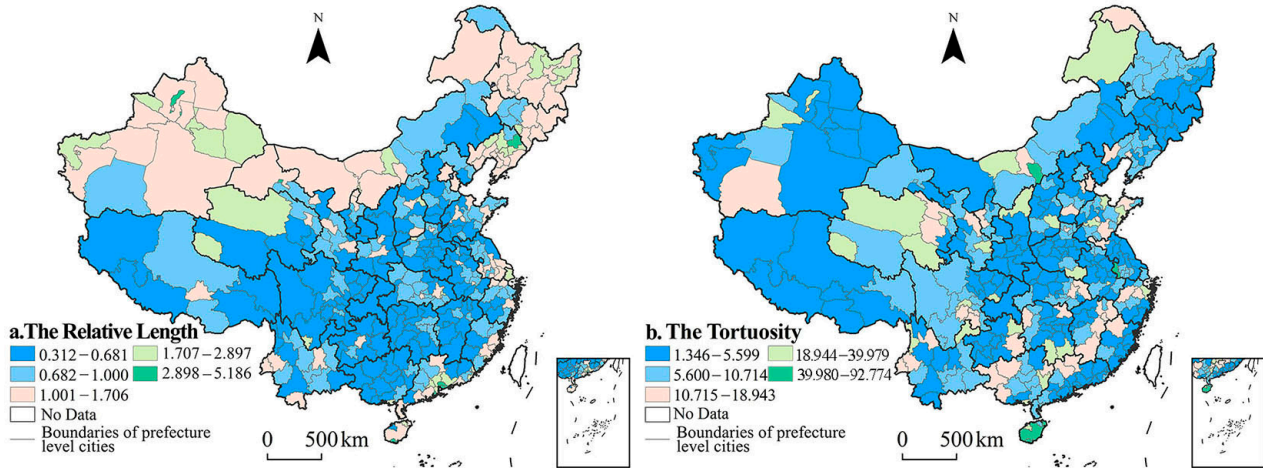 N
a.The Relative Length
0.312－0.681
1.707－2.897
0.682－1.000
2.898－5.186
1.001－1.706
No Data
Boundaries of prefecture
level cities
0 500 km
N
b. The Tortuosity
1.346－5.599
18.944－39.979
5.600－10.714
39.980－92.774
10.715－18.943
No Data
Boundaries of prefecture
level cities
0 500 km